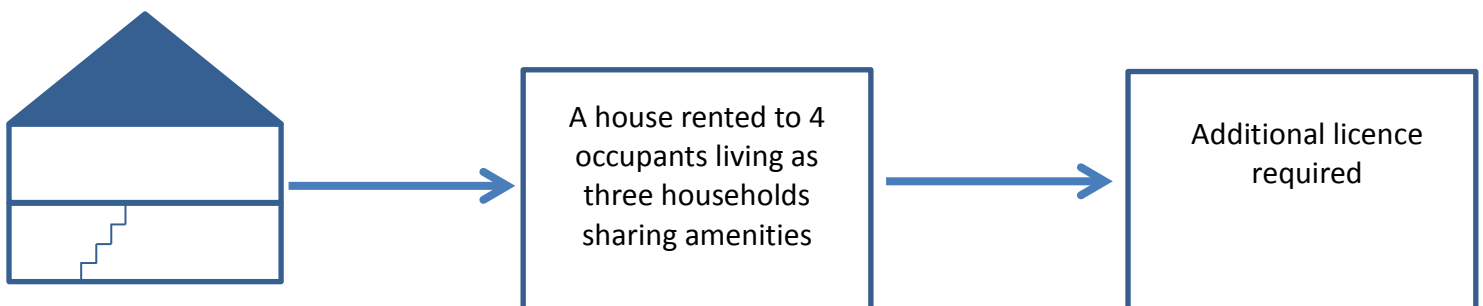 A house rented to 4
occupants living as
three households
sharing amenities
Additional licence
required